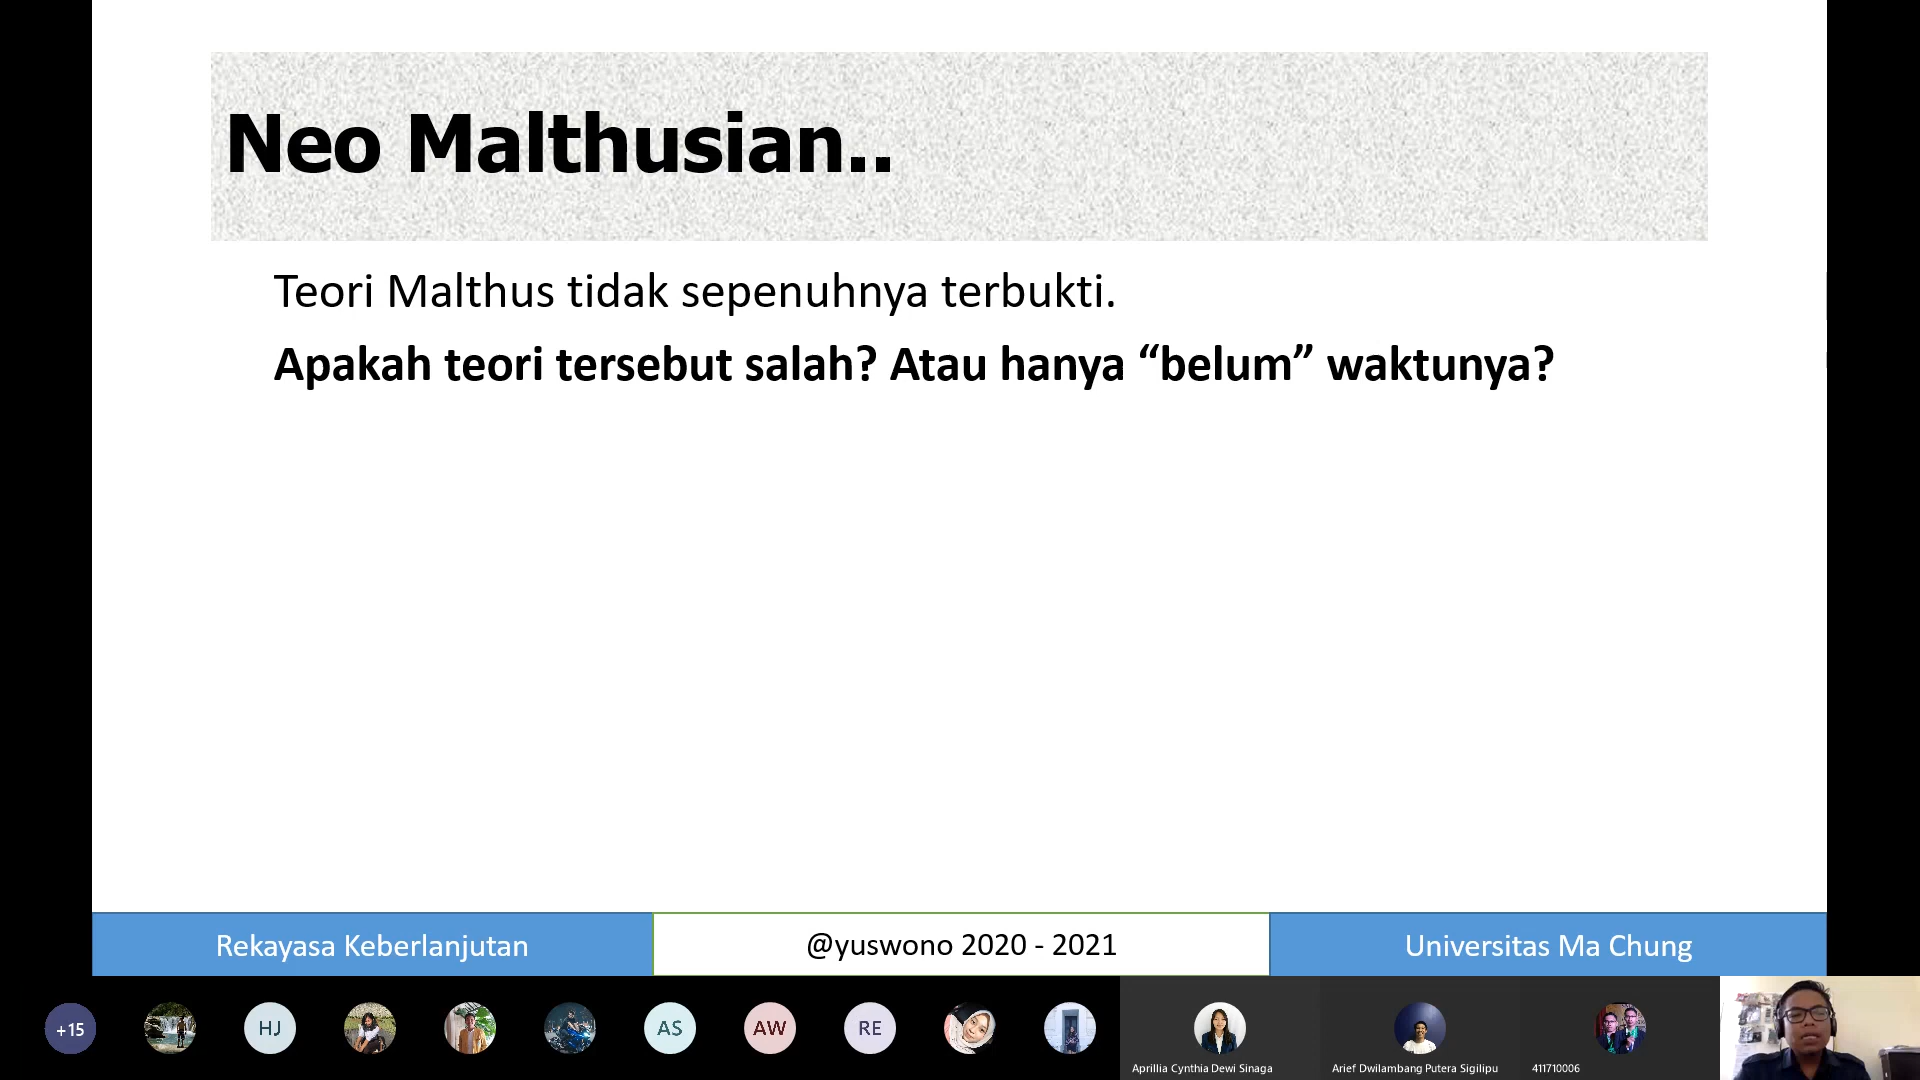 Neo Malthusian..
Teori Malthus tidak sepenuhnya terbukti.
Apakah teori tersebut salah? Atau hanya “belum” waktunya?
Rekayasa Keberlanjutan
@yuswono 2020 - 2021
Universitas Ma Chung
+15
HJ
AS
AW
RE
Aprillia Cynthia Dewi Sinaga
Arief Dwilambang Putera Sigilipu
411710006